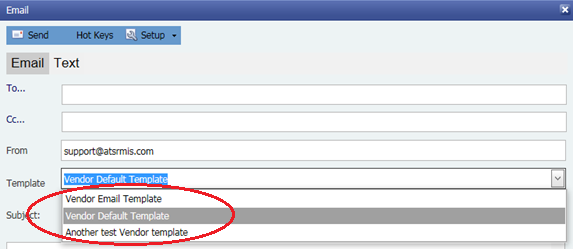 Email
Send Hot Keys Setup
Email Text
To...
Cc...
From support@atsrmis.com
Template Vendor Default Template
Vendor Email Template
Subject: Vendor Default Template
Another test Vendor template